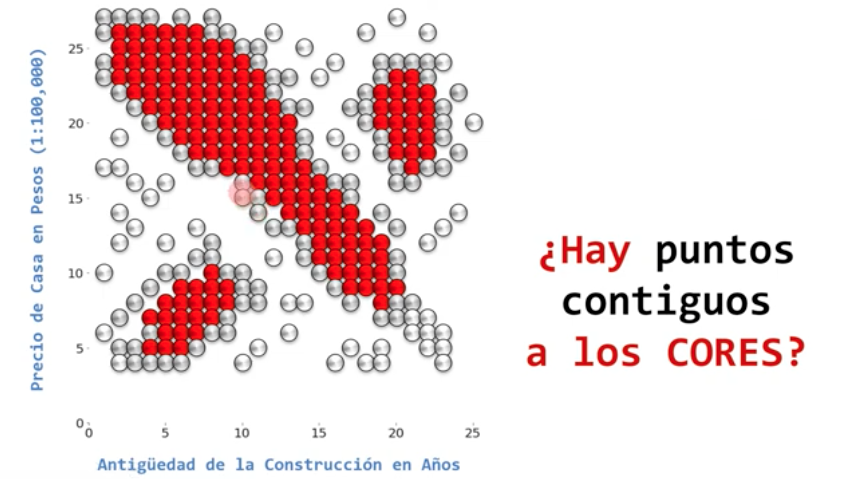 Precio de Casa en Pesos (1:100,000)
25
20
15
10
5
0
0 5 10 15 20 25
Antigüedad de la Construcción en Años
¿Hay puntos
contiguos
a los CORES?